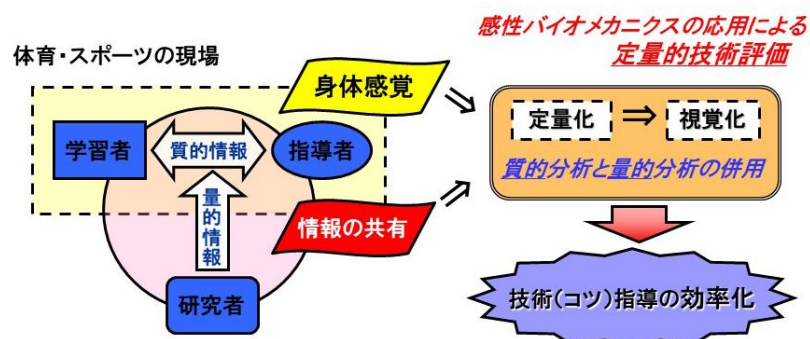 感性バイオメカニクスの応用による
定量的技術評価
体育・スポーツの現場
身体感覚
学習者
質的情報
指導者
量的情報
情報の共有
研究者
定量化 ⇒ 視覚化
質的分析と量的分析の併用
技術(コツ)指導の効率化